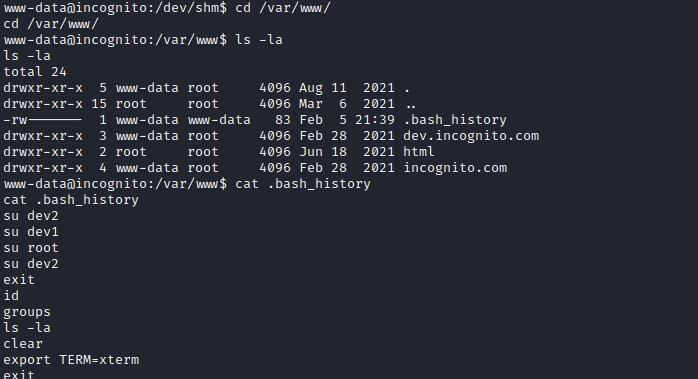 www-data@incognito:/dev/shm$ cd /var/www/
cd /var/www/
www-data@incognito:/var/www$ ls -la
ls -la
total 24
drwxr-xr-x  5 www-data root     4096 Aug 11  2021 .
drwxr-xr-x 15 root     root     4096 Mar  6  2021 ..
-rw-------  1 www-data www-data   83 Feb  5 21:39 .bash_history
drwxr-xr-x  3 www-data root     4096 Feb 28  2021 dev.incognito.com
drwxr-xr-x  2 root     root     4096 Jun 18  2021 html
drwxr-xr-x  4 www-data root     4096 Feb 28  2021 incognito.com
www-data@incognito:/var/www$ cat .bash_history
cat .bash_history
su dev2
su dev1
su root
su dev2
exit
id
groups
ls -la
clear
export TERM=xterm
exit